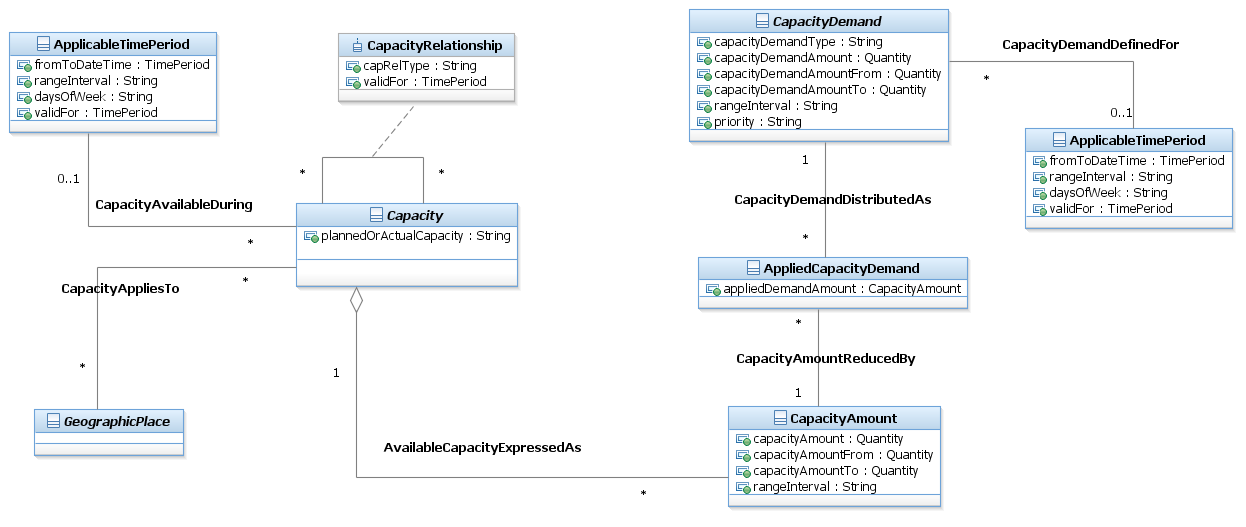 ApplicableTimePeriod
fromToDateTime : TimePeriod
rangeInterval : String
daysOfWeek : String
validFor : TimePeriod
CapacityRelationship
capRelType : String
validFor : TimePeriod
CapacityDemand
capacityDemandType : String
capacityDemandAmount : Quantity
capacityDemandAmountFrom : Quantity
capacityDemandAmountTo : Quantity
rangeInterval : String
priority : String
CapacityDemandDefinedFor
*
0..1
ApplicableTimePeriod
fromToDateTime : TimePeriod
rangeInterval : String
daysOfWeek : String
validFor : TimePeriod
0..1
CapacityAvailableDuring
*
*
*
Capacity
plannedOrActualCapacity : String
1
CapacityDemandDistributedAs
*
*
CapacityAppliesTo
*
GeographicPlace
AppliedCapacityDemand
appliedDemandAmount : CapacityAmount
*
CapacityAmountReducedBy
1
1
AvailableCapacityExpressedAs
*
CapacityAmount
capacityAmount : Quantity
capacityAmountFrom : Quantity
capacityAmountTo : Quantity
rangeInterval : String